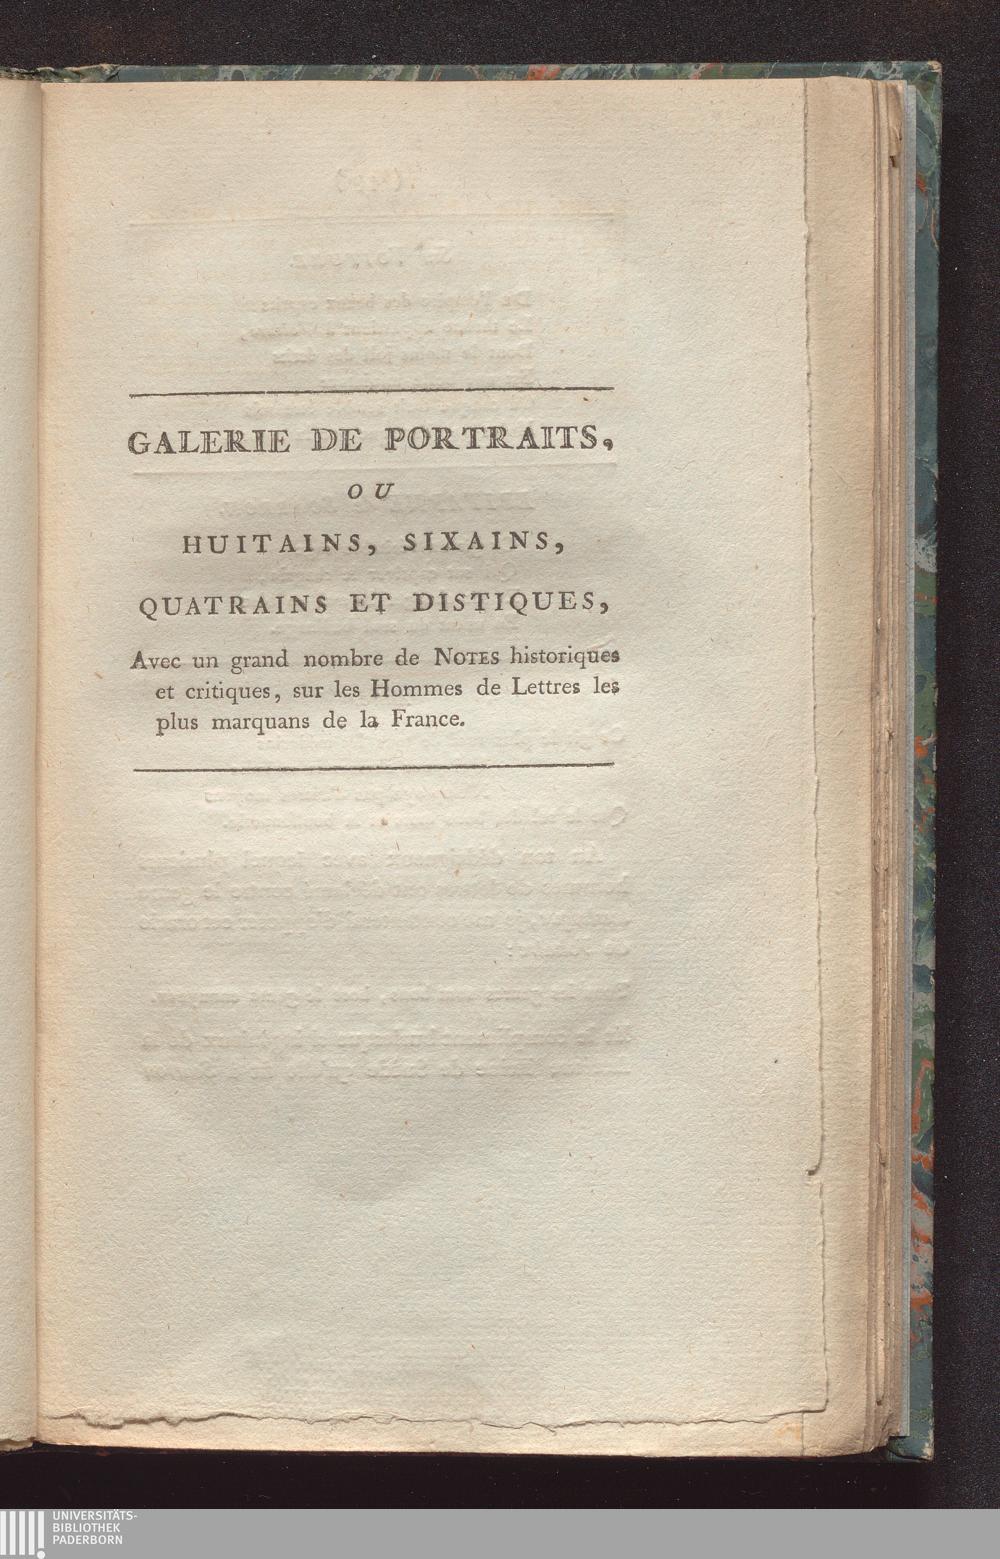 GALERIE DE PORTRAITS,
OU
HUITAINS, SIXAINS,
QUATRAINS ET DISTIQUES,
Avec un grand nombre de NOTES historiques
et critiques, sur les Hommes de Lettres les
plus marquans de la France.
UNIVERSITÄTS-
BIBLIOTHEK
PADERBORN